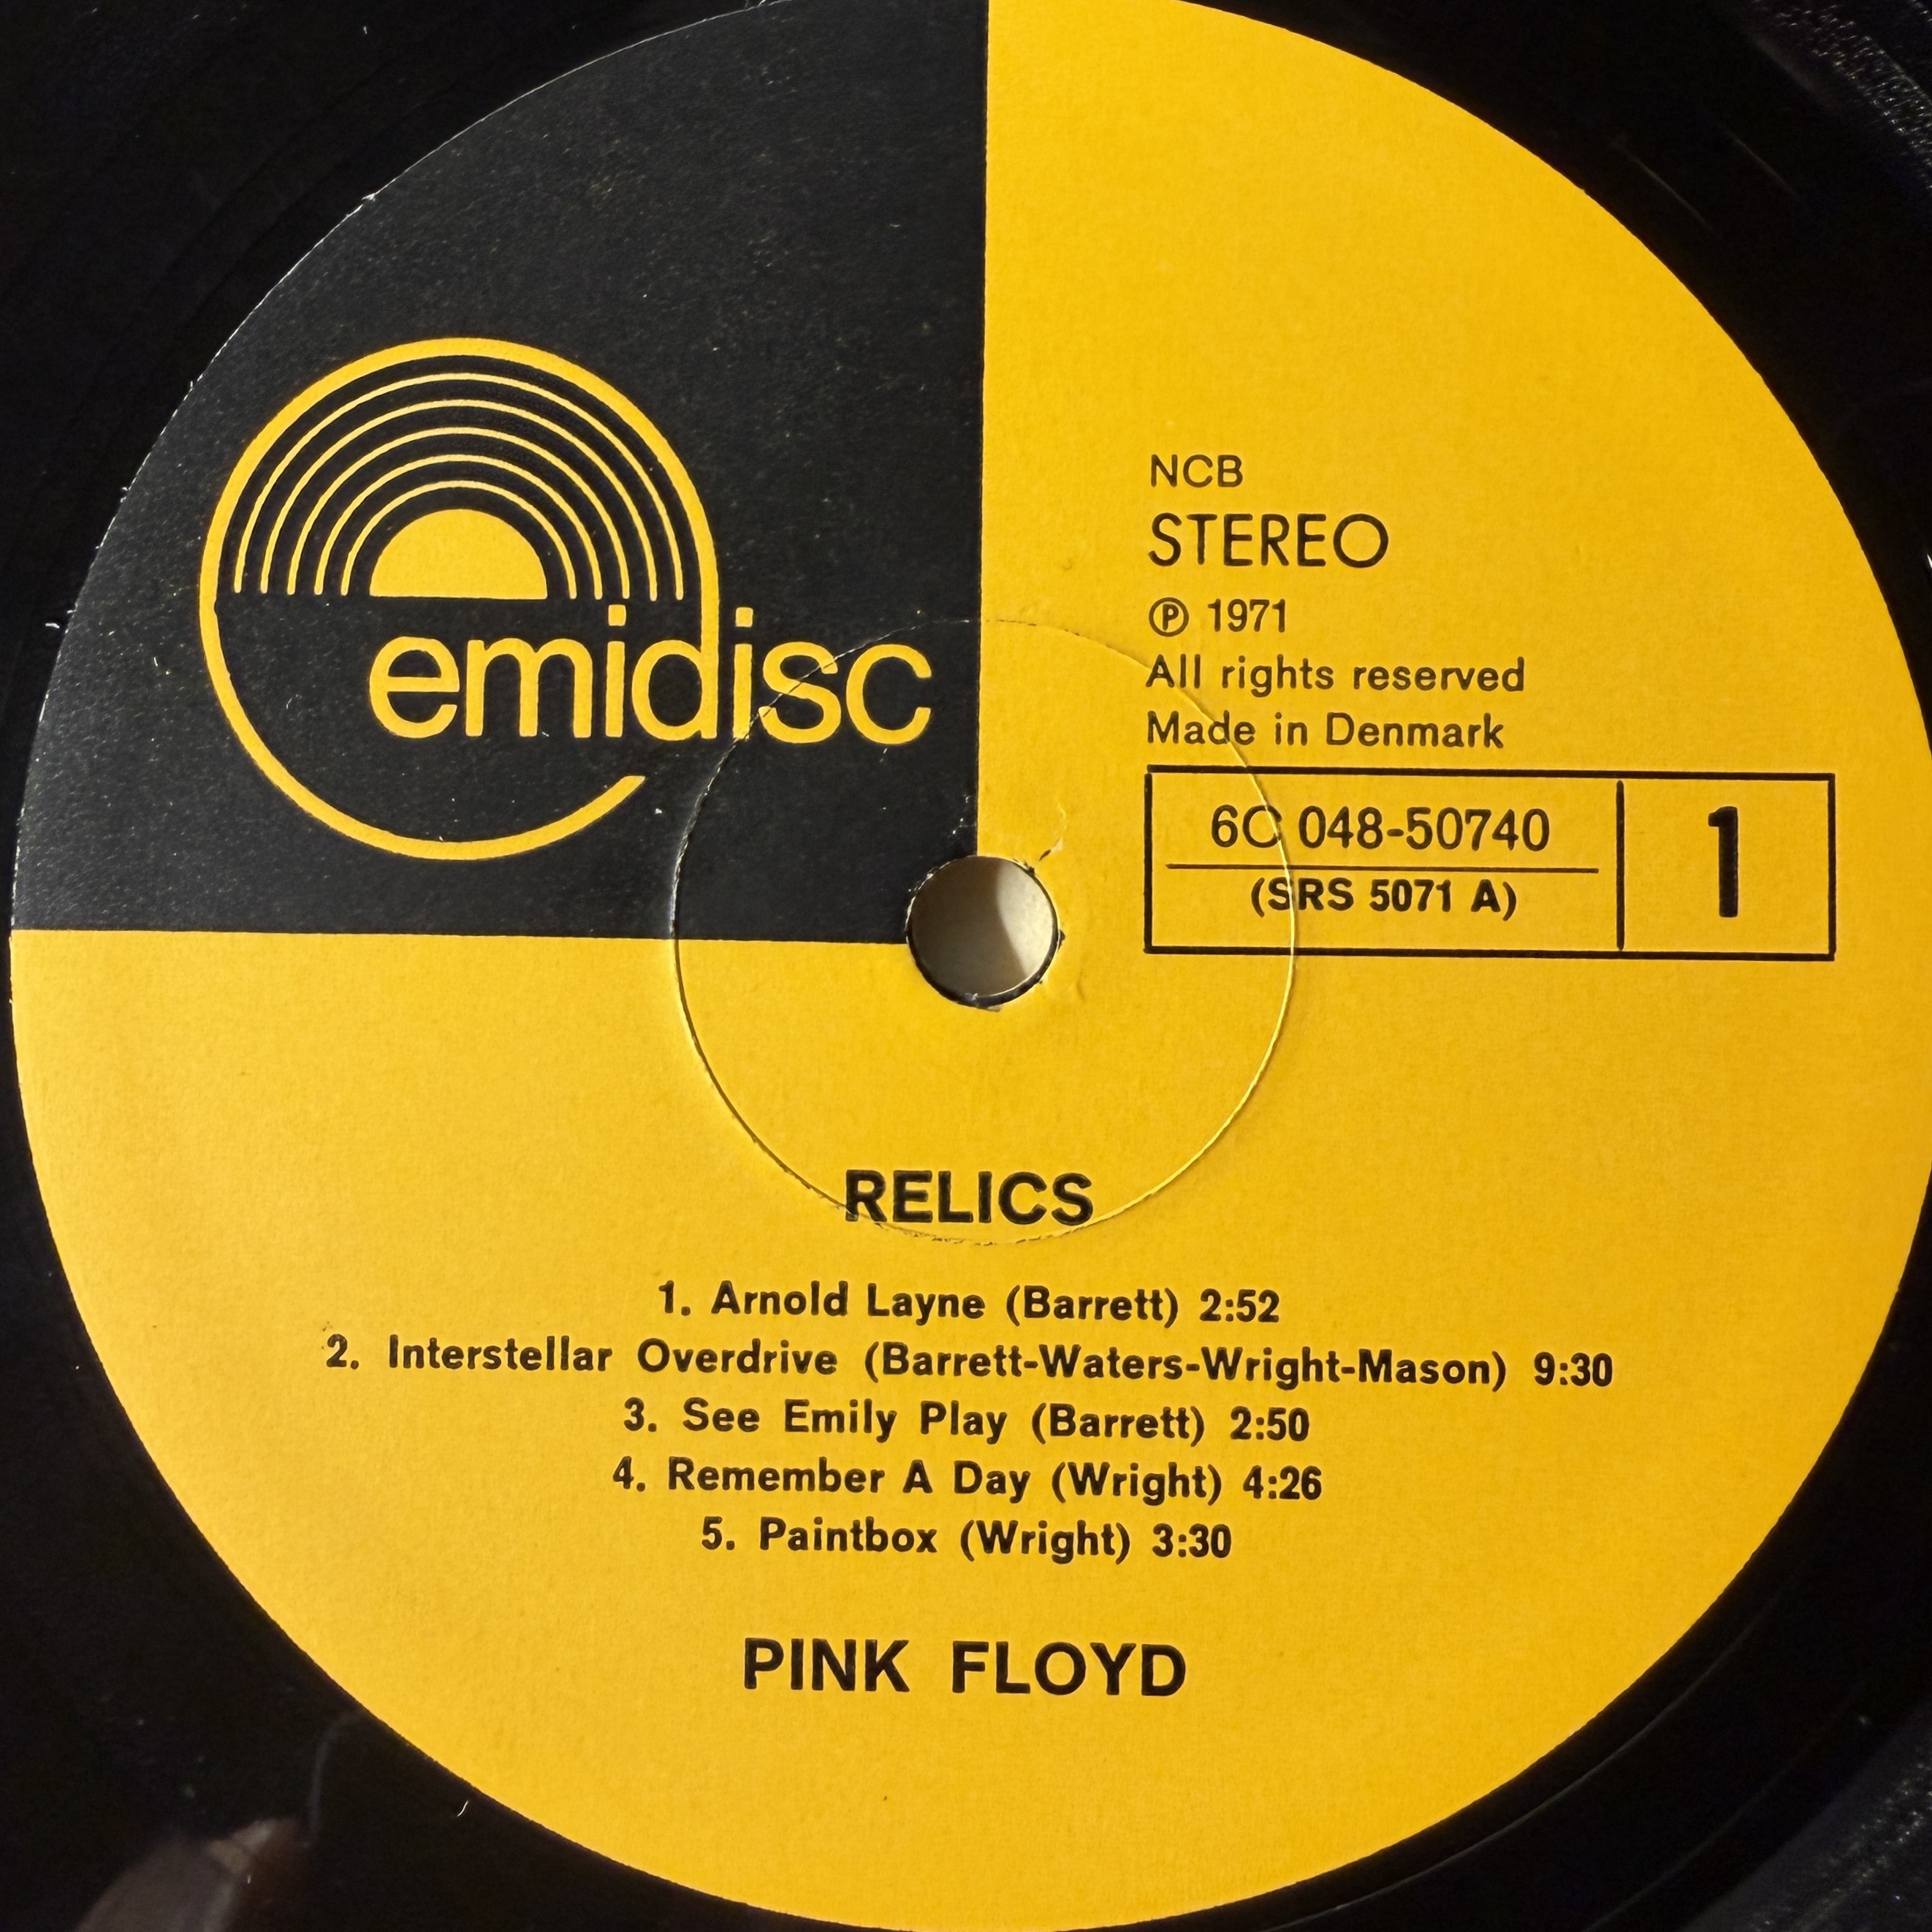 emidisc
NCB
STEREO
℗ 1971
All rights reserved
Made in Denmark
6C 048-50740
(SRS 5071 A)
1
RELICS
1. Arnold Layne (Barrett) 2:52
2. Interstellar Overdrive (Barrett-Waters-Wright-Mason) 9:30
3. See Emily Play (Barrett) 2:50
4. Remember A Day (Wright) 4:26
5. Paintbox (Wright) 3:30
PINK FLOYD